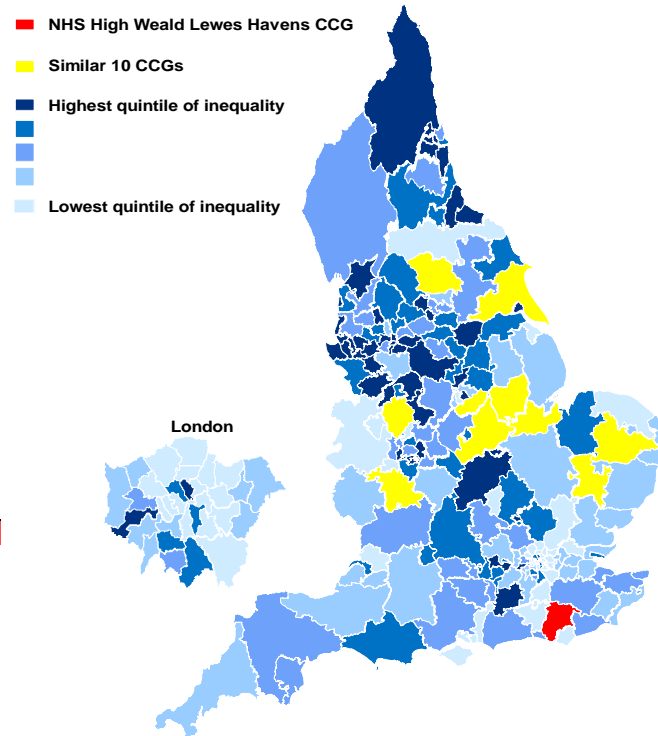 NHS High Weald Lewes Havens CCG
Similar 10 CCGs
Highest quintile of inequality
Lowest quintile of inequality
London